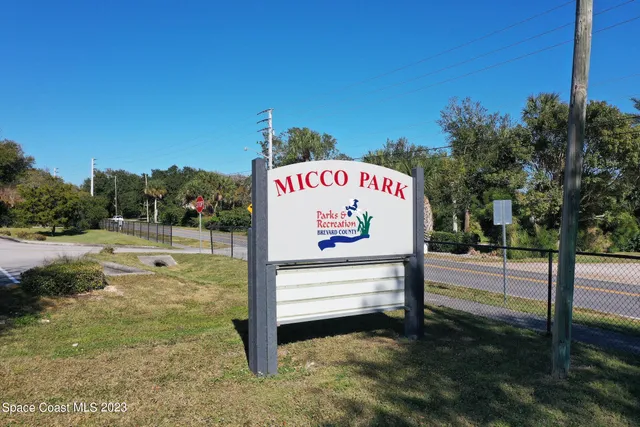 MICCO PARK
Parks &
Recreation
BREVARD COUNTY
Space Coast MLS 2023